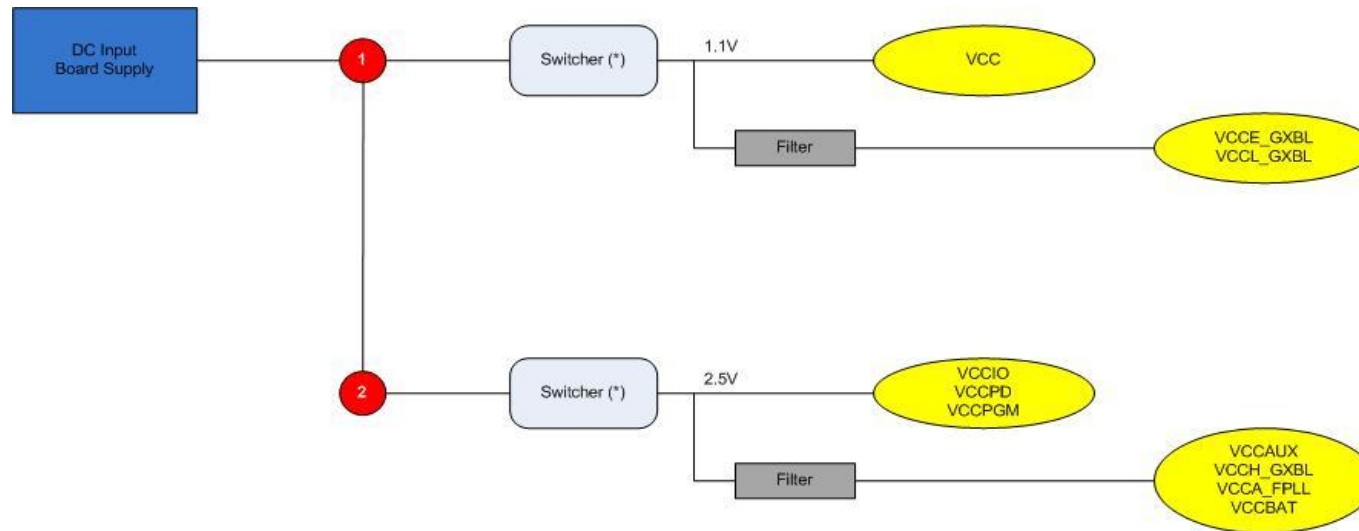 DC Input
Board Supply
1
Switcher (*)
1.1V
VCC
Filter
VCCE_GXBL
VCCL_GXBL
2
Switcher (*)
2.5V
VCCIO
VCCPD
VCCPGM
Filter
VCCAUX
VCCH_GXBL
VCCA_FPLL
VCCBAT